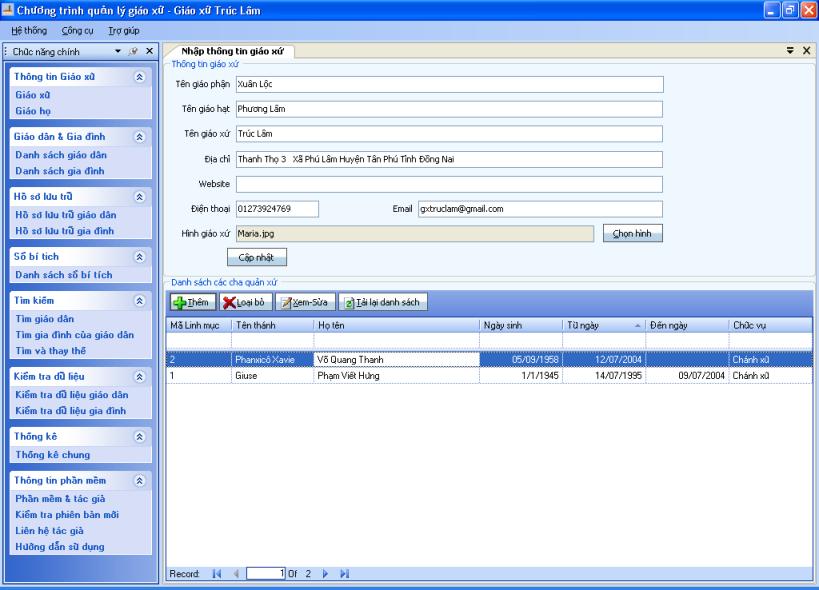 Chương trình quản lý giáo xứ - Giáo xứ Trúc Lâm
Hệ thống Công cụ Trợ giúp
Chức năng chính
Thông tin Giáo xứ
Giáo xứ
Giáo họ
Giáo dân & Gia đình
Danh sách giáo dân
Danh sách gia đình
Hồ sơ lưu trữ
Hồ sơ lưu trữ giáo dân
Hồ sơ lưu trữ gia đình
Sổ bí tích
Danh sách sổ bí tích
Tìm kiếm
Tìm giáo dân
Tìm gia đình của giáo dân
Tìm và thay thế
Kiểm tra dữ liệu
Kiểm tra dữ liệu giáo dân
Kiểm tra dữ liệu gia đình
Thống kê
Thống kê chung
Thông tin phần mềm
Phần mềm & tác giả
Kiểm tra phiên bản mới
Liên hệ tác giả
Hướng dẫn sử dụng
Nhập thông tin giáo xứ
Thông tin giáo xứ
Tên giáo phận Xuân Lộc
Tên giáo hạt Phương Lâm
Tên giáo xứ Trúc Lâm
Địa chỉ Thanh Thọ 3 Xã Phú Lâm Huyện Tân Phú Tỉnh Đồng Nai
Website
Điện thoại 01273924769 Email gxtruclam@gmail.com
Hình giáo xứ Maria.jpg Chọn hình
Cập nhật
Danh sách các cha quản xứ
Thêm Loại bỏ Xem-Sửa Tải lại danh sách
Mã Linh mục Tên thánh Họ tên Ngày sinh Từ ngày Đến ngày Chức vụ
2 Phanxicô Xavie Võ Quang Thanh 05/09/1958 12/07/2004 Chánh xứ
1 Giuse Phạm Viết Hưng 1/1/1945 14/07/1995 09/07/2004 Chánh xứ
Record: 1 Of 2